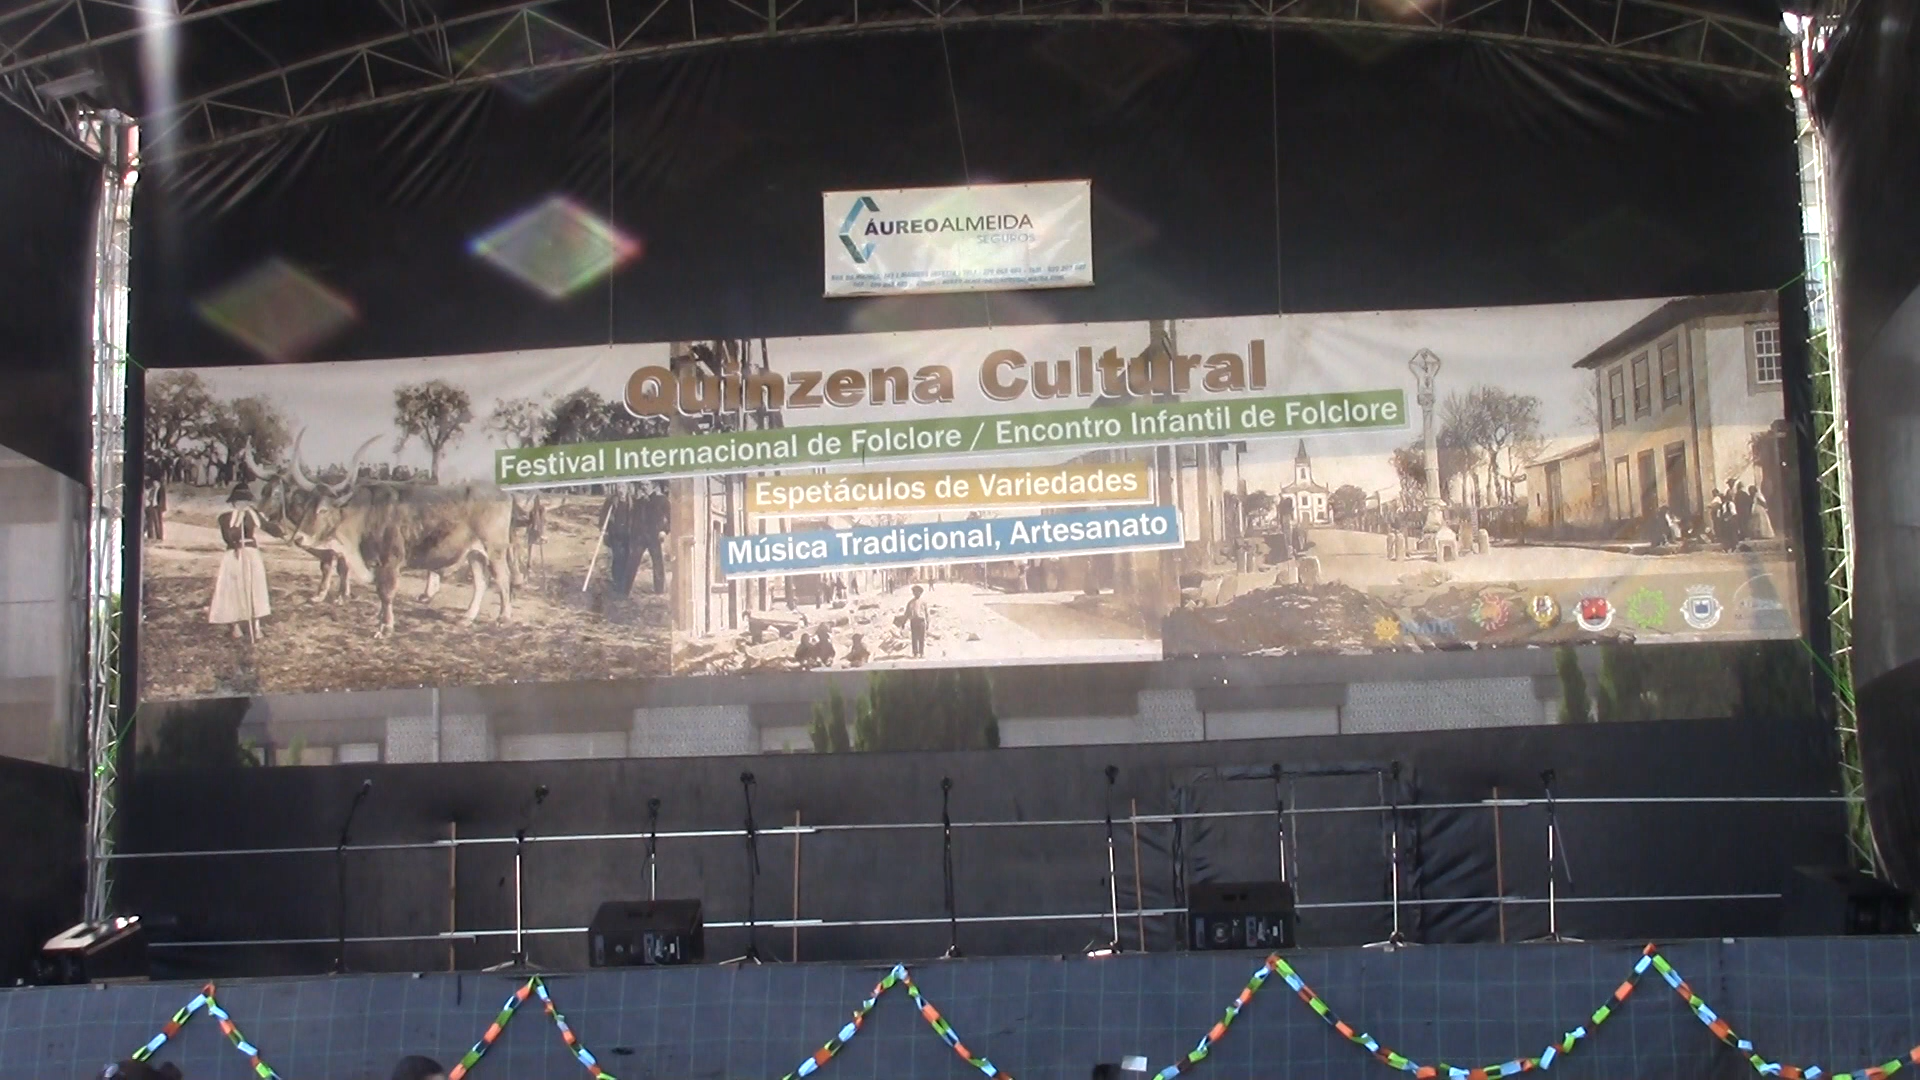 ÁUREOALMEIDA
SEGUROS
Quinzena Cultural
Festival Internacional de Folclore / Encontro Infantil de Folclore
Espetáculos de Variedades
Música Tradicional, Artesanato